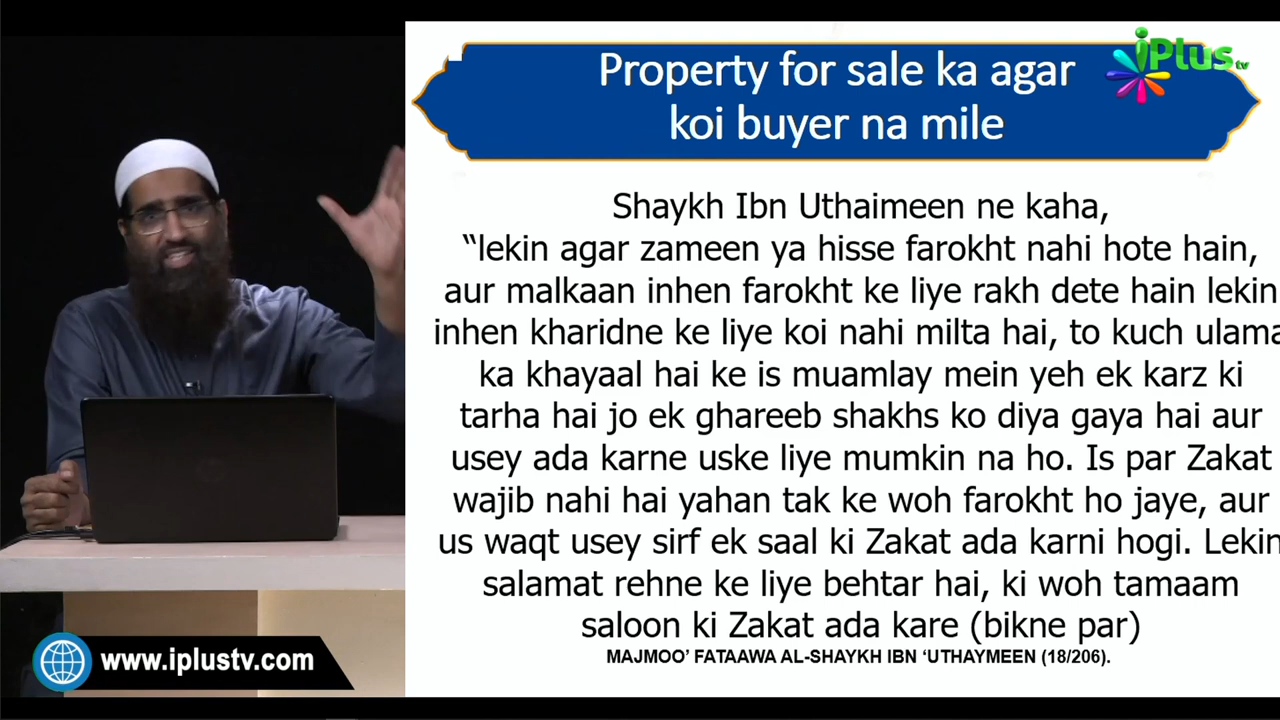 Property for sale ka agar
koi buyer na mile
iPlus tv
Shaykh Ibn Uthaimeen ne kaha,
“lekin agar zameen ya hisse farokht nahi hote hain,
aur malkaan inhen farokht ke liye rakh dete hain lekin
inhen kharidne ke liye koi nahi milta hai, to kuch ulama
ka khayaal hai ke is muamlay mein yeh ek karz ki
tarha hai jo ek ghareeb shakhs ko diya gaya hai aur
usey ada karne uske liye mumkin na ho. Is par Zakat
wajib nahi hai yahan tak ke woh farokht ho jaye, aur
us waqt usey sirf ek saal ki Zakat ada karni hogi. Lekin
salamat rehne ke liye behtar hai, ki woh tamaam
saloon ki Zakat ada kare (bikne par)
MAJMOO’ FATAAWA AL-SHAYKH IBN ‘UTHAYMEEN (18/206).
www.iplustv.com